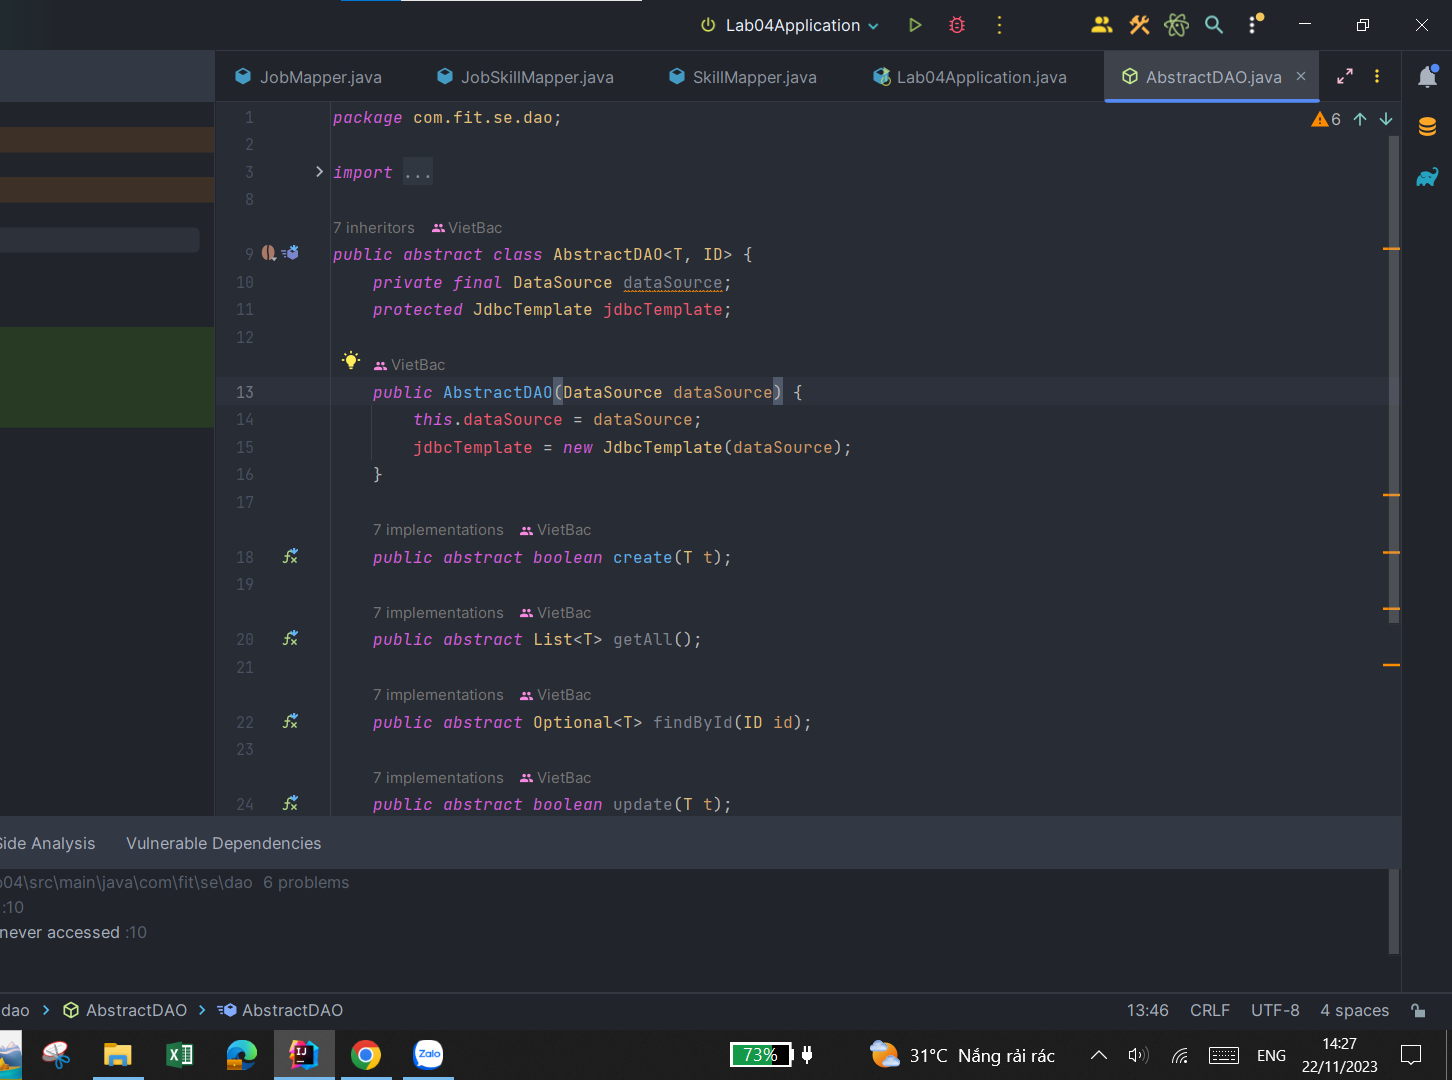 Lab04Application
JobMapper.java JobSkillMapper.java SkillMapper.java Lab04Application.java AbstractDAO.java
1 package com.fit.se.dao; 6
2
3 import ...
8
7 inheritors VietBac
9 public abstract class AbstractDAO<T, ID> {
10 private final DataSource dataSource;
11 protected JdbcTemplate jdbcTemplate;
12
VietBac
13 public AbstractDAO(DataSource dataSource) {
14 this.dataSource = dataSource;
15 jdbcTemplate = new JdbcTemplate(dataSource);
16 }
17
7 implementations VietBac
18 public abstract boolean create(T t);
19
7 implementations VietBac
20 public abstract List<T> getAll();
21
7 implementations VietBac
22 public abstract Optional<T> findById(ID id);
23
7 implementations VietBac
24 public abstract boolean update(T t);
Side Analysis Vulnerable Dependencies
b04\src\main\java\com\fit\se\dao 6 problems
:10
never accessed :10
dao > AbstractDAO > AbstractDAO 13:46 CRLF UTF-8 4 spaces
Zalo 73% 31°C Nắng rải rác ENG 14:27
22/11/2023